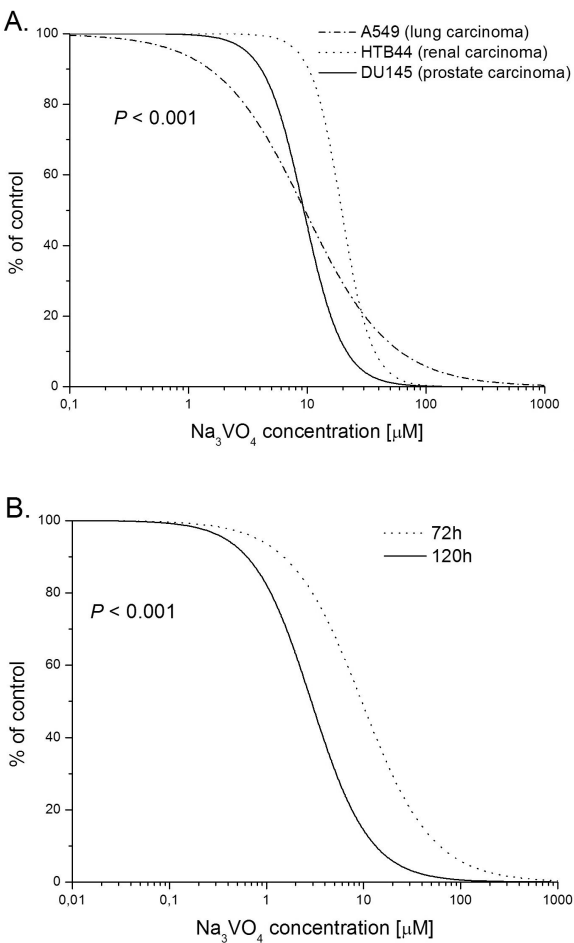 A.
A549 (lung carcinoma)
HTB44 (renal carcinoma)
DU145 (prostate carcinoma)
P < 0.001
100
80
60
40
20
0
% of control
0,1 1 10 100 1000
Na₃VO₄ concentration [µM]
B.
72h
120h
P < 0.001
100
80
60
40
20
0
% of control
0,01 0,1 1 10 100 1000
Na₃VO₄ concentration [µM]